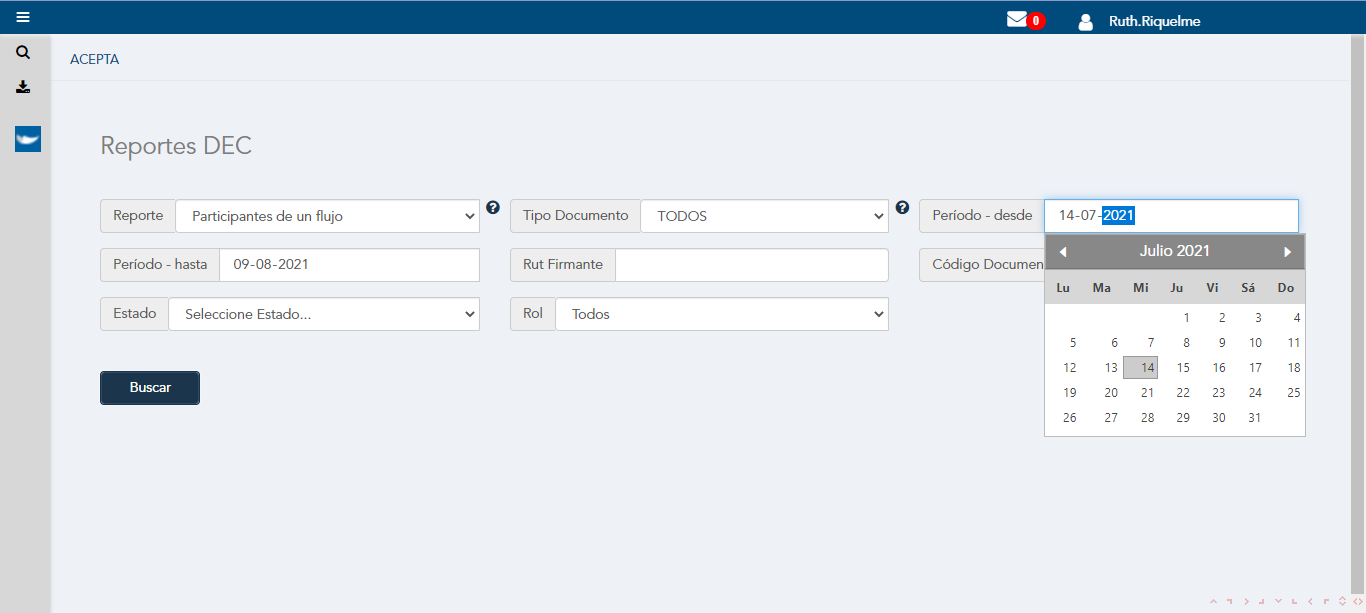 0 Ruth.Riquelme
ACEPTA
Reportes DEC
Reporte Participantes de un flujo ? Tipo Documento TODOS ? Período - desde 14-07-2021
Período - hasta 09-08-2021 Rut Firmante Código Documen
Estado Seleccione Estado... Rol Todos
Buscar
Julio 2021
Lu Ma Mi Ju Vi Sá Do
1 2 3 4
5 6 7 8 9 10 11
12 13 14 15 16 17 18
19 20 21 22 23 24 25
26 27 28 29 30 31